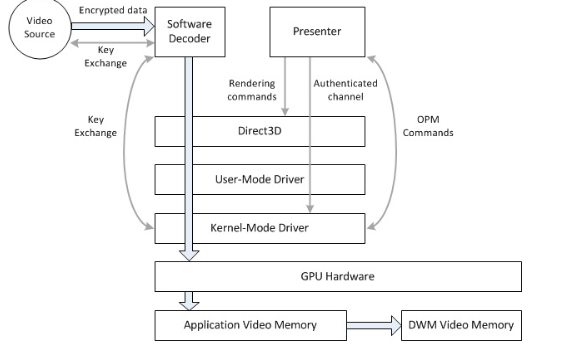 Encrypted data
Video
Source
Software
Decoder
Presenter
Key
Exchange
Rendering
commands
Authenticated
channel
Key
Exchange
OPM
Commands
Direct3D
User-Mode Driver
Kernel-Mode Driver
GPU Hardware
Application Video Memory
DWM Video Memory